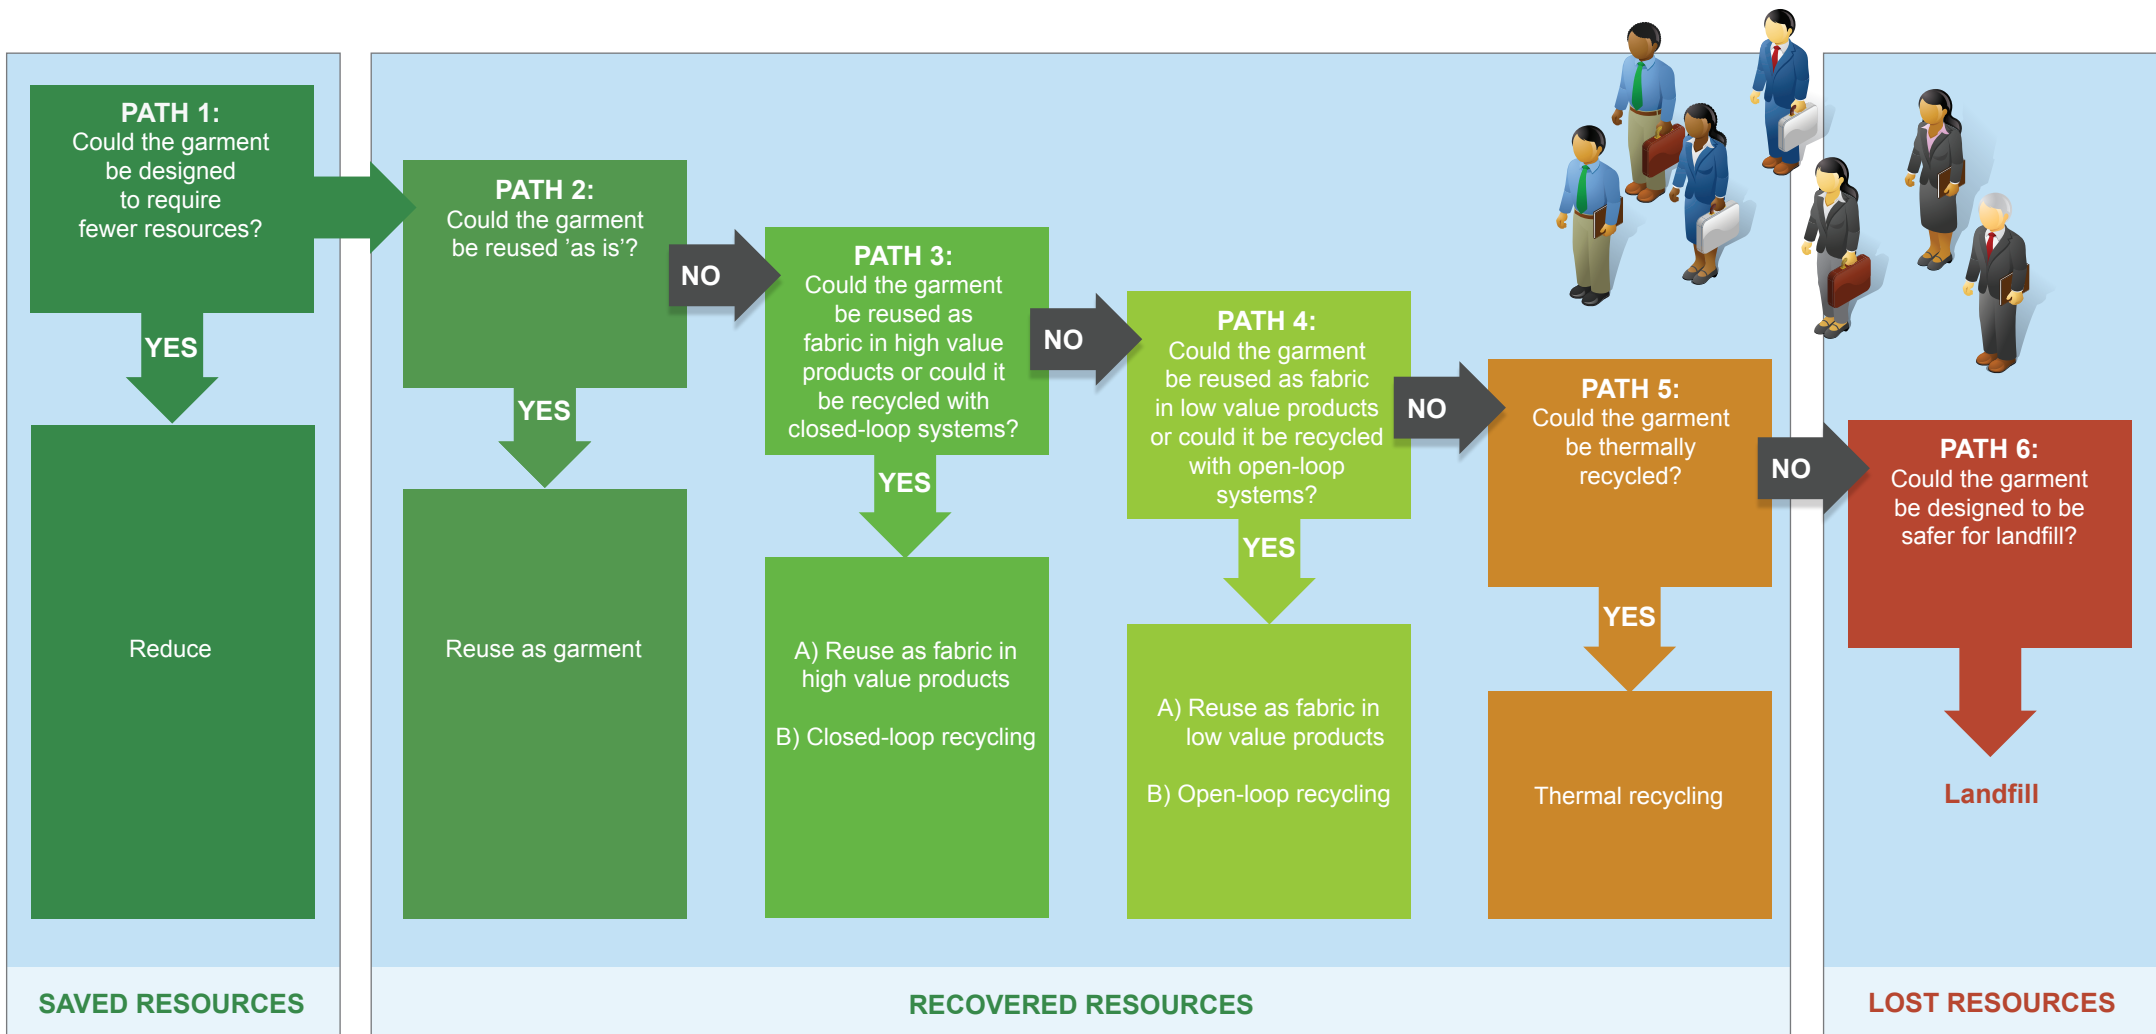 PATH 1:
Could the garment
be designed
to require
fewer resources?
YES
Reduce
SAVED RESOURCES
PATH 2:
Could the garment
be reused ’as is’?
NO
YES
Reuse as garment
PATH 3:
Could the garment
be reused as
fabric in high value
products or could it
be recycled with
closed-loop systems?
NO
YES
A) Reuse as fabric in
high value products
B) Closed-loop recycling
PATH 4:
Could the garment
be reused as fabric
in low value products
or could it be recycled
with open-loop
systems?
NO
YES
A) Reuse as fabric in
low value products
B) Open-loop recycling
PATH 5:
Could the garment
be thermally
recycled?
NO
YES
Thermal recycling
RECOVERED RESOURCES
PATH 6:
Could the garment
be designed to be
safer for landfill?
Landfill
LOST RESOURCES